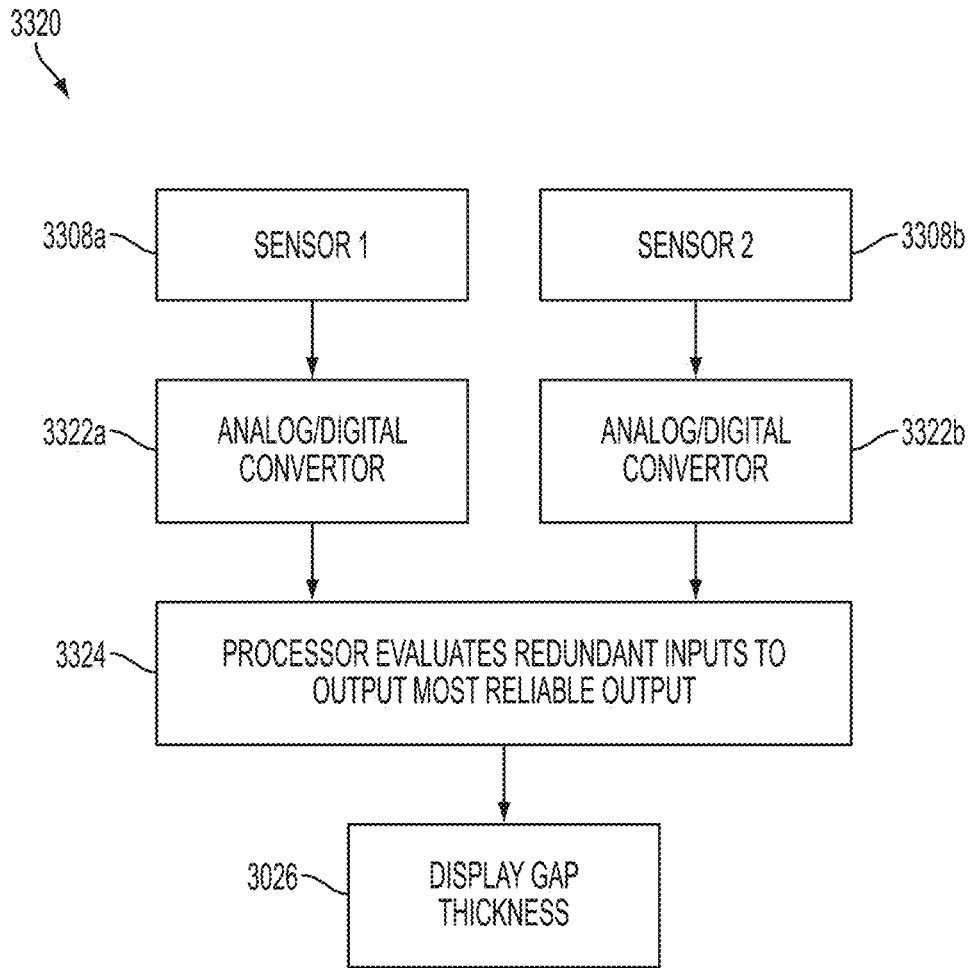 3320
3308a
SENSOR 1
SENSOR 2
3308b
3322a
ANALOG/DIGITAL
CONVERTOR
ANALOG/DIGITAL
CONVERTOR
3322b
3324
PROCESSOR EVALUATES REDUNDANT INPUTS TO
OUTPUT MOST RELIABLE OUTPUT
3026
DISPLAY GAP
THICKNESS